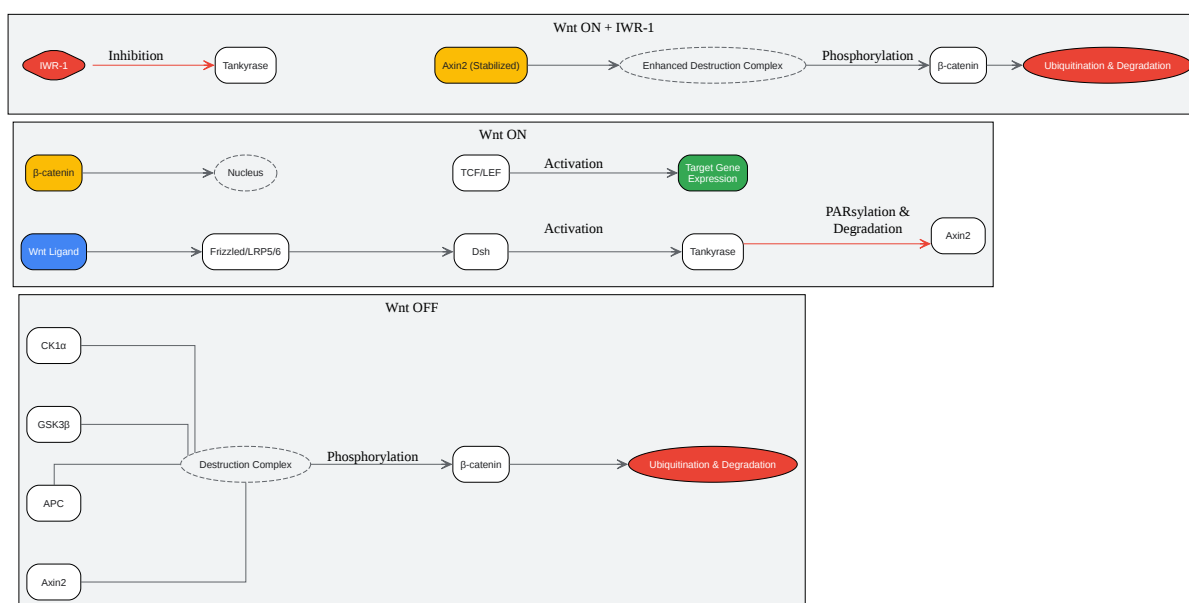 Wnt ON + IWR-1
IWR-1
Inhibition
Tankyrase
Axin2 (Stabilized)
Enhanced Destruction Complex
Phosphorylation
β-catenin
Ubiquitination & Degradation
Wnt ON
β-catenin
Nucleus
TCF/LEF
Activation
Target Gene
Expression
Wnt Ligand
Frizzled/LRP5/6
Dsh
Activation
Tankyrase
PARsylation &
Degradation
Axin2
Wnt OFF
CK1α
GSK3β
APC
Axin2
Destruction Complex
Phosphorylation
β-catenin
Ubiquitination & Degradation